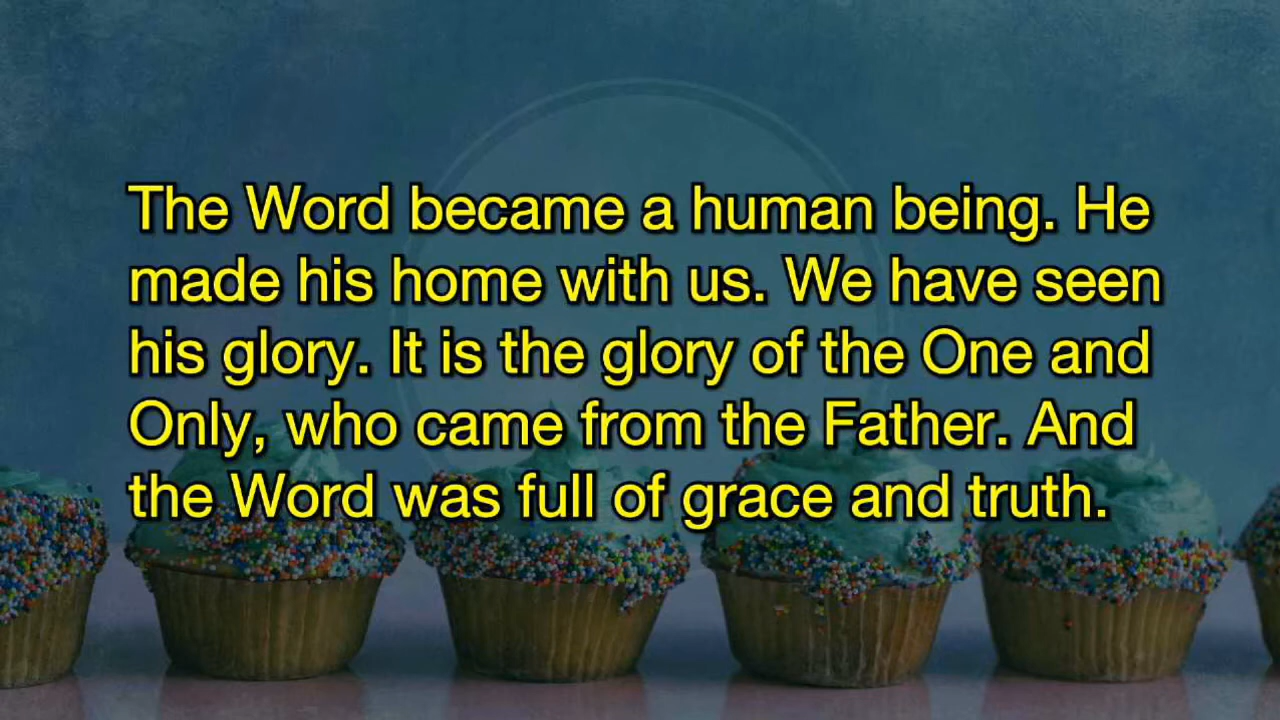 The Word became a human being. He
made his home with us. We have seen
his glory. It is the glory of the One and
Only, who came from the Father. And
the Word was full of grace and truth.